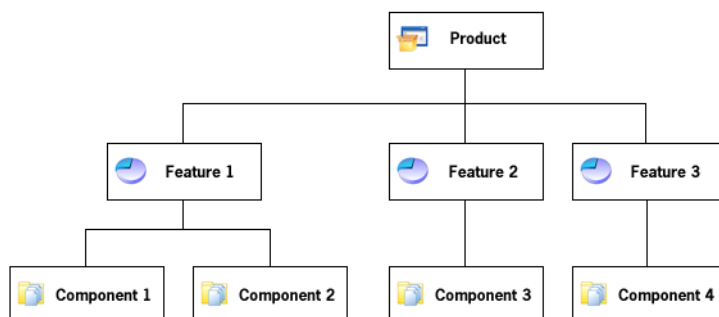 Product
Feature 1
Feature 2
Feature 3
Component 1
Component 2
Component 3
Component 4